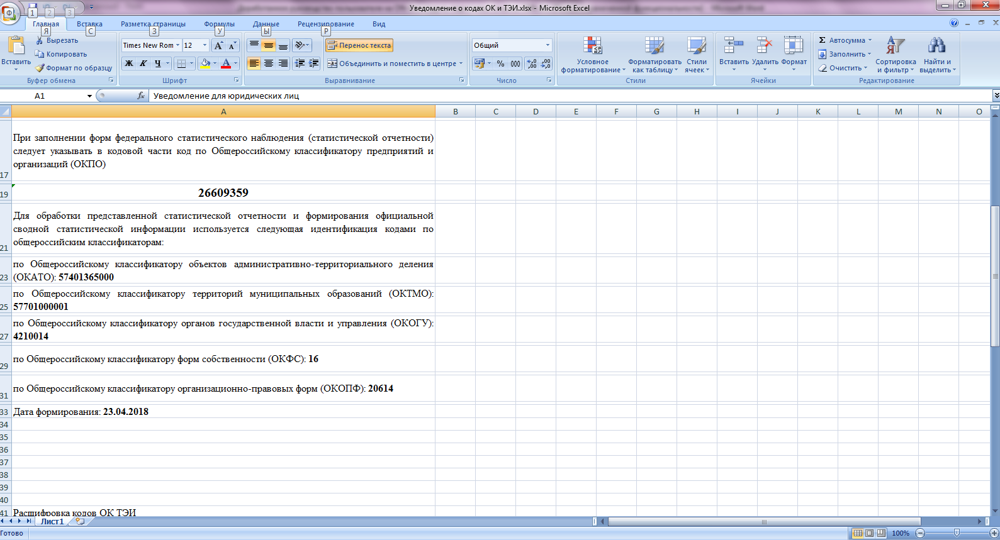 Уведомление о кодах ОК и ТЭИ.xlsx - Microsoft Excel
Ф 1 2 3
Главная Вставка Разметка страницы Формулы Данные Рецензирование Вид
Я С З У Ы Р
Вставить
Вырезать
Копировать
Формат по образцу
Буфер обмена
Times New Rom 12
Ж К Ч
Шрифт
Перенос текста
Объединить и поместить в центре
Выравнивание
Общий
% 000
Число
Условное форматирование
Форматировать как таблицу
Стили ячеек
Стили
Вставить Удалить Формат
Ячейки
Σ Автосумма
Заполнить
Очистить
Сортировка и фильтр
Найти и выделить
Редактирование
A1 fx Уведомление для юридических лиц
A B C D E F G H I J K L M N O
При заполнении форм федерального статистического наблюдения (статистической отчетности)
следует указывать в кодовой части код по Общероссийскому классификатору предприятий и
организаций (ОКПО)
17
19 26609359
Для обработки представленной статистической отчетности и формирования официальной
сводной статистической информации используется следующая идентификация кодами по
общероссийским классификаторам:
21
по Общероссийскому классификатору объектов административно-территориального деления
23 (ОКАТО): 57401365000
по Общероссийскому классификатору территорий муниципальных образований (ОКТМО):
25 57701000001
по Общероссийскому классификатору органов государственной власти и управления (ОКОГУ):
27 4210014
29 по Общероссийскому классификатору форм собственности (ОКФС): 16
31 по Общероссийскому классификатору организационно-правовых форм (ОКОПФ): 20614
33 Дата формирования: 23.04.2018
34
35
36
37
38
39
40
41 Расшифровка кодов ОК ТЭИ
Лист1
Готово 100%